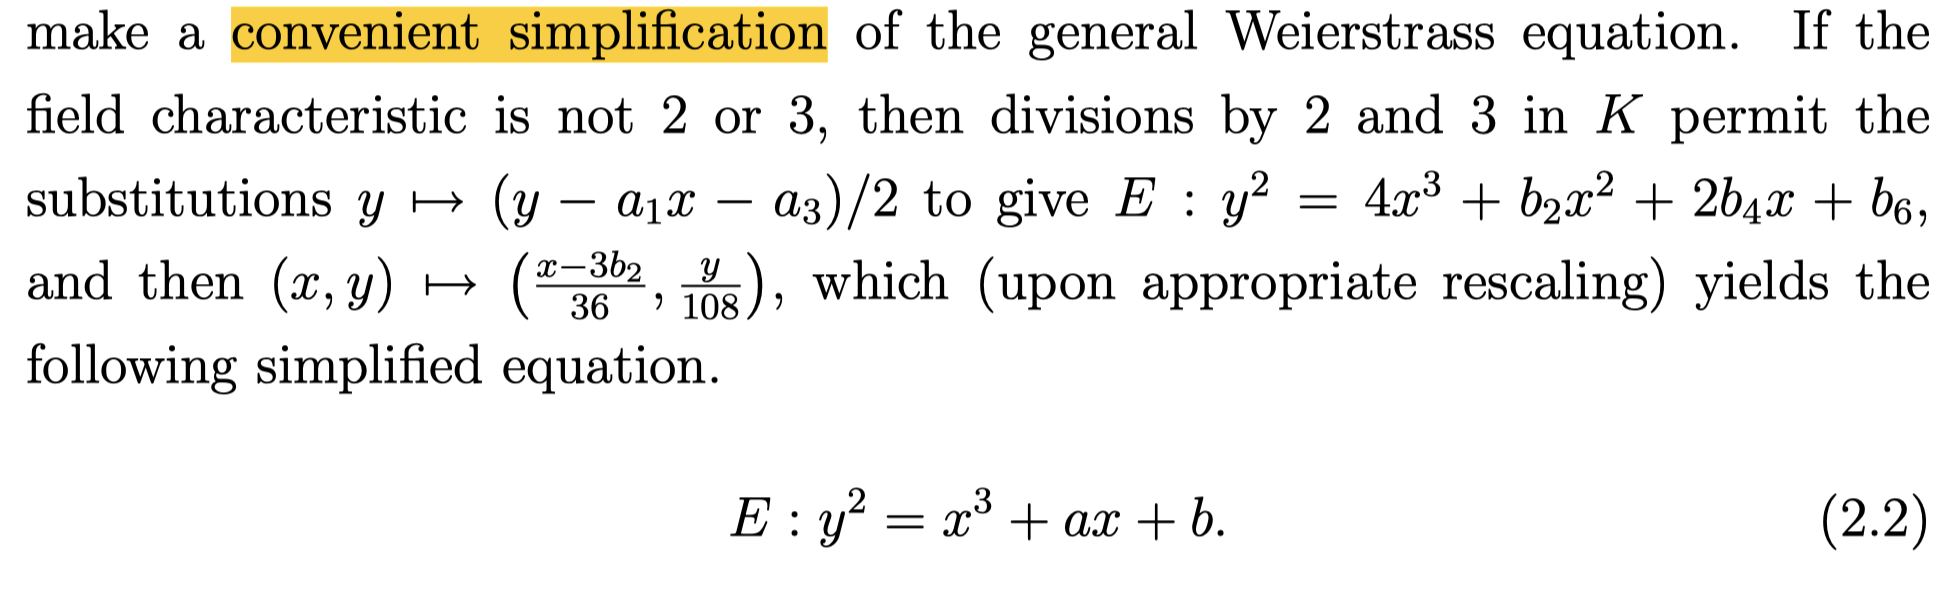 make a convenient simplification of the general Weierstrass equation. If the
field characteristic is not 2 or 3, then divisions by 2 and 3 in K permit the
substitutions y ↦ (y − a₁x − a₃)/2 to give E : y² = 4x³ + b₂x² + 2b₄x + b₆,
and then (x, y) ↦ (x−3b₂/36, y/108), which (upon appropriate rescaling) yields the
following simplified equation.
E : y² = x³ + ax + b. (2.2)